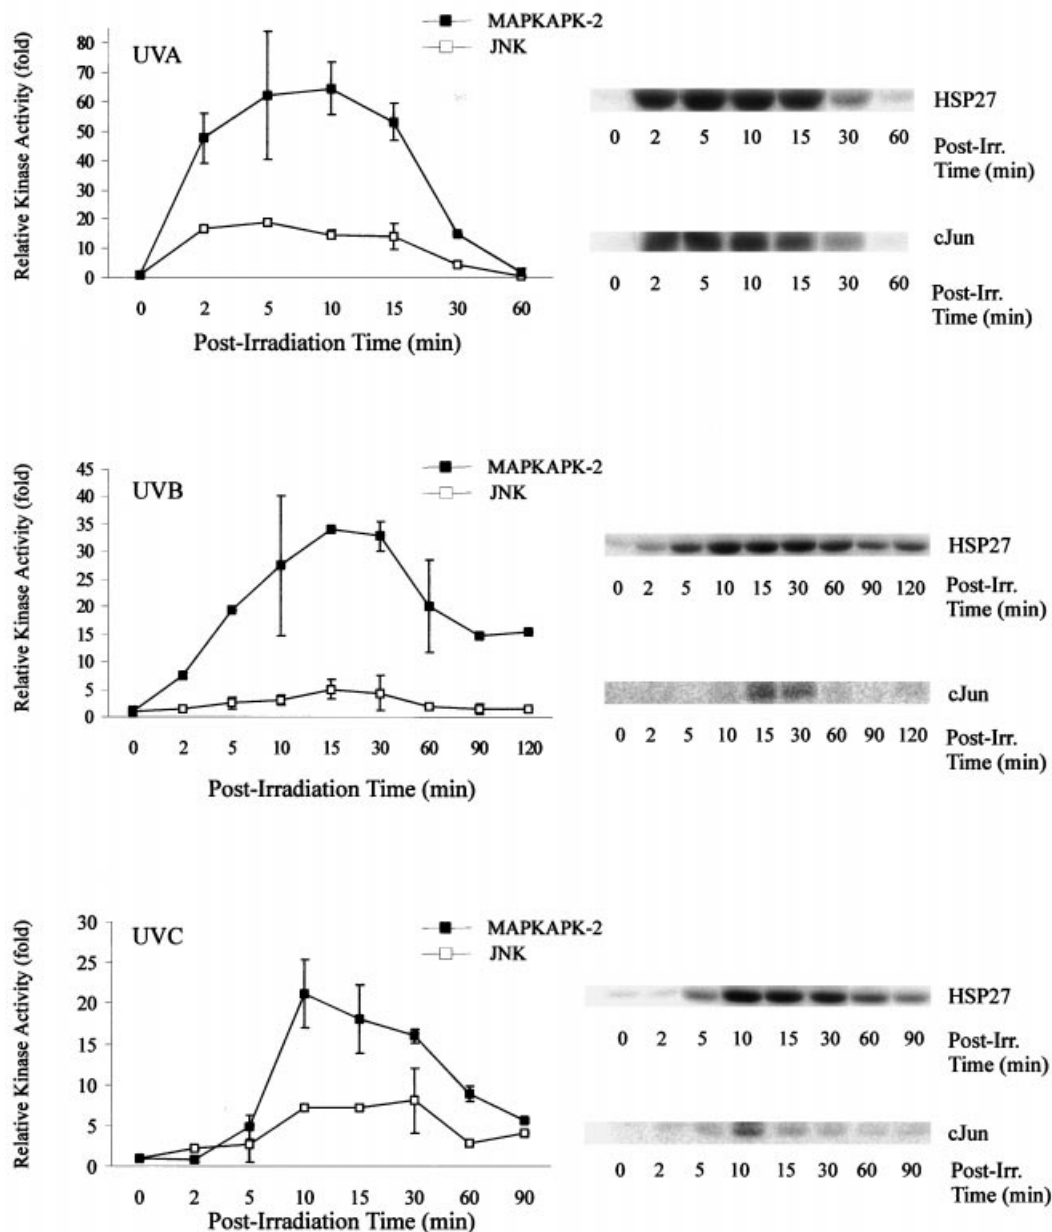 MAPKAPK-2
JNK
UVA
Relative Kinase Activity (fold)
80
70
60
50
40
30
20
10
0
0 2 5 10 15 30 60
Post-Irradiation Time (min)
HSP27
0 2 5 10 15 30 60 Post-Irr.
Time (min)
cJun
0 2 5 10 15 30 60 Post-Irr.
Time (min)
MAPKAPK-2
JNK
UVB
Relative Kinase Activity (fold)
45
40
35
30
25
20
15
10
5
0
0 2 5 10 15 30 60 90 120
Post-Irradiation Time (min)
HSP27
0 2 5 10 15 30 60 90 120 Post-Irr.
Time (min)
cJun
0 2 5 10 15 30 60 90 120 Post-Irr.
Time (min)
MAPKAPK-2
JNK
UVC
Relative Kinase Activity (fold)
30
25
20
15
10
5
0
0 2 5 10 15 30 60 90
Post-Irradiation Time (min)
HSP27
0 2 5 10 15 30 60 90 Post-Irr.
Time (min)
cJun
0 2 5 10 15 30 60 90 Post-Irr.
Time (min)